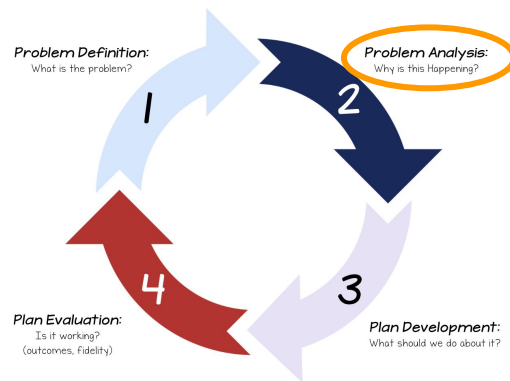 Problem Definition:
What is the problem?
1
Problem Analysis:
Why is this Happening?
2
3
Plan Development:
What should we do about it?
4
Plan Evaluation:
Is it working?
(outcomes, fidelity)